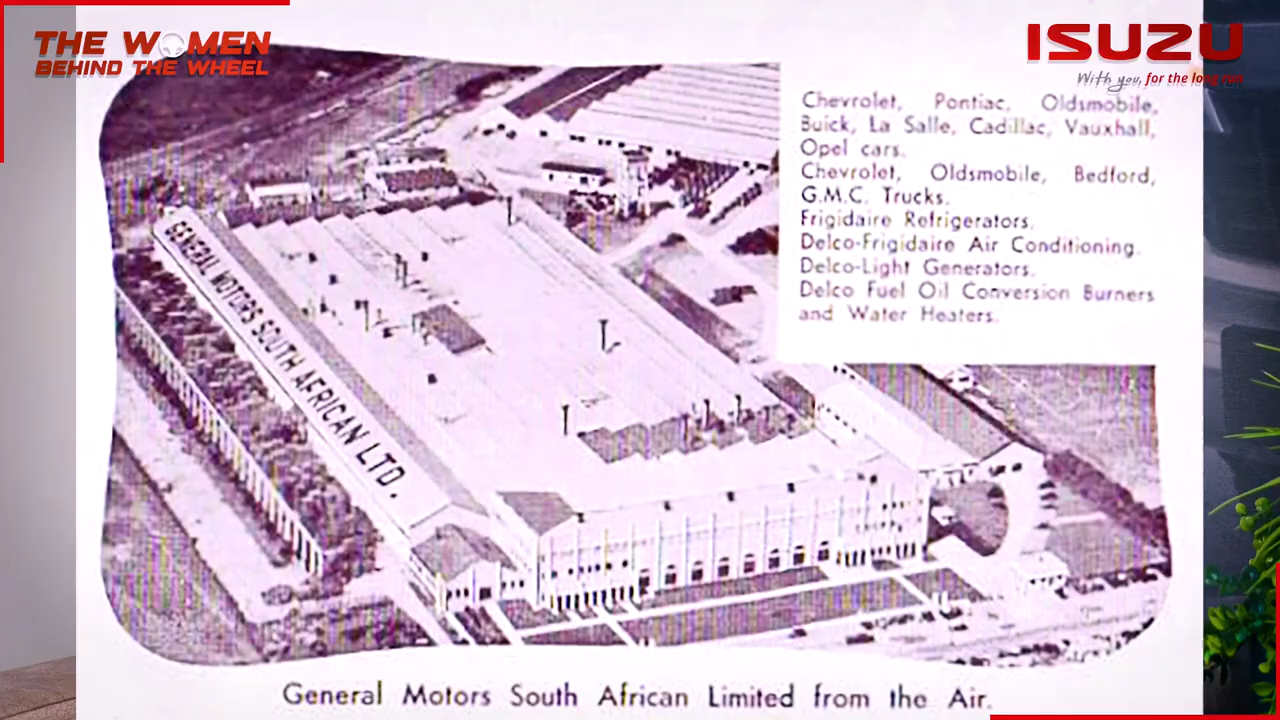 THE WOMEN
BEHIND THE WHEEL
ISUZU
With you, for the long run
Chevrolet, Pontiac, Oldsmobile,
Buick, La Salle, Cadillac, Vauxhall,
Opel cars.
Chevrolet, Oldsmobile, Bedford,
G.M.C. Trucks.
Frigidaire Refrigerators.
Delco-Frigidaire Air Conditioning.
Delco-Light Generators.
Delco Fuel Oil Conversion Burners
and Water Heaters.
GENERAL MOTORS SOUTH AFRICAN LTD.
General Motors South African Limited from the Air.